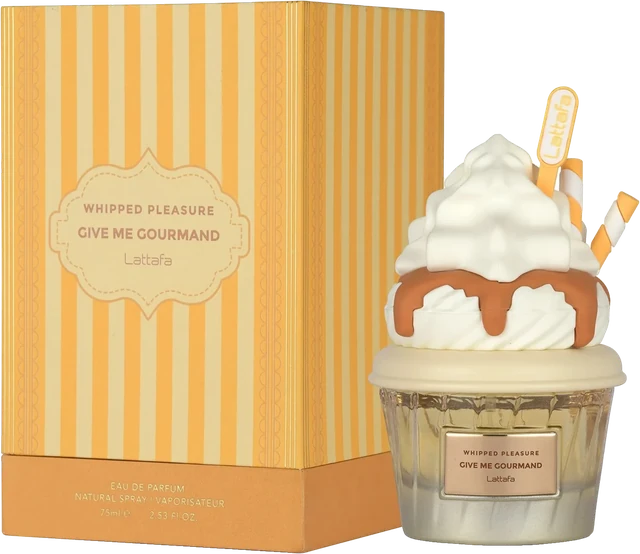 WHIPPED PLEASURE
GIVE ME GOURMAND
Lattafa
EAU DE PARFUM
NATURAL SPRAY / VAPORISATEUR
75ml ℮ 2.53 Fl.OZ
Lattafa
WHIPPED PLEASURE
GIVE ME GOURMAND
Lattafa